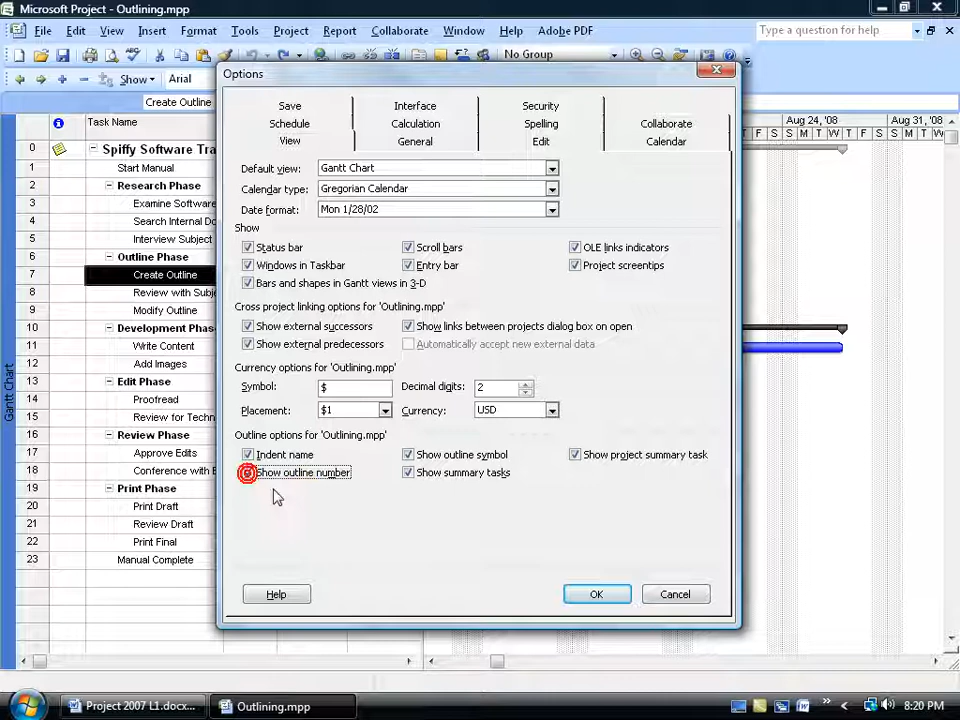 Microsoft Project - Outlining.mpp
File Edit View Insert Format Tools Project Report Collaborate Window Help Adobe PDF
Type a question for help
No Group
Show Arial
Create Outline
Options
Save Interface Security
Schedule Calculation Spelling Collaborate
View General Edit Calendar
Task Name
Aug 24, '08 Aug 31, '08
F S S M T W T F S S M T W
0 Spiffy Software Tra
1 Start Manual
2 Research Phase
3 Examine Software
4 Search Internal Do
5 Interview Subject
6 Outline Phase
7 Create Outline
8 Review with Subj
9 Modify Outline
10 Development Phase
11 Write Content
12 Add Images
13 Edit Phase
14 Proofread
15 Review for Techn
16 Review Phase
17 Approve Edits
18 Conference with E
19 Print Phase
20 Print Draft
21 Review Draft
22 Print Final
23 Manual Complete
Gantt Chart
Default view: Gantt Chart
Calendar type: Gregorian Calendar
Date format: Mon 1/28/02
Show
Status bar Scroll bars OLE links indicators
Windows in Taskbar Entry bar Project screentips
Bars and shapes in Gantt views in 3-D
Cross project linking options for 'Outlining.mpp'
Show external successors Show links between projects dialog box on open
Show external predecessors Automatically accept new external data
Currency options for 'Outlining.mpp'
Symbol: $ Decimal digits: 2
Placement: $1 Currency: USD
Outline options for 'Outlining.mpp'
Indent name Show outline symbol Show project summary task
Show outline number Show summary tasks
Help OK Cancel
Project 2007 L1.docx... Outlining.mpp 8:20 PM